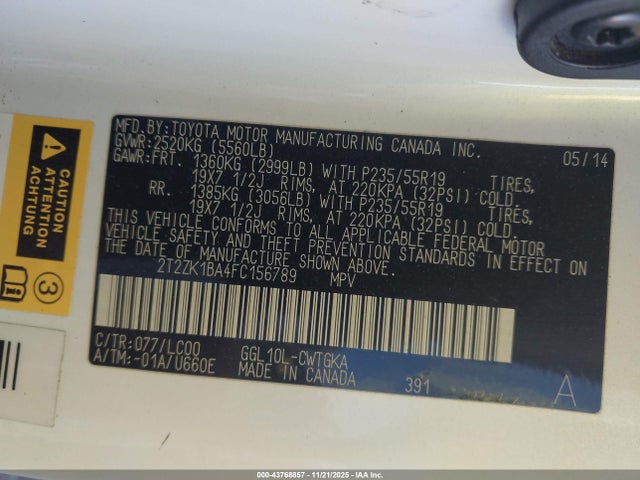 MFD. BY: TOYOTA MOTOR MANUFACTURING CANADA INC.
GVWR: 2520KG (5560LB) 05/14
GAWR: FRT. 1360KG (2999LB) WITH P235/55R19 TIRES,
19X7 1/2J RIMS, AT 220KPA (32PSI) COLD.
RR. 1385KG (3056LB) WITH P235/55R19 TIRES,
19X7 1/2J RIMS, AT 220KPA (32PSI) COLD.
THIS VEHICLE CONFORMS TO ALL APPLICABLE FEDERAL MOTOR
VEHICLE SAFETY AND THEFT PREVENTION STANDARDS IN EFFECT ON
THE DATE OF MANUFACTURE SHOWN ABOVE.
2T2ZK1BA4FC156789 MPV
C/TR: 077/LC00 GGL10L-CWTGKA
A/TM: -01A/U660E MADE IN CANADA 391 A
CAUTION
ATTENTION
3
000-43768857 - 11/21/2025 - IAA Inc.